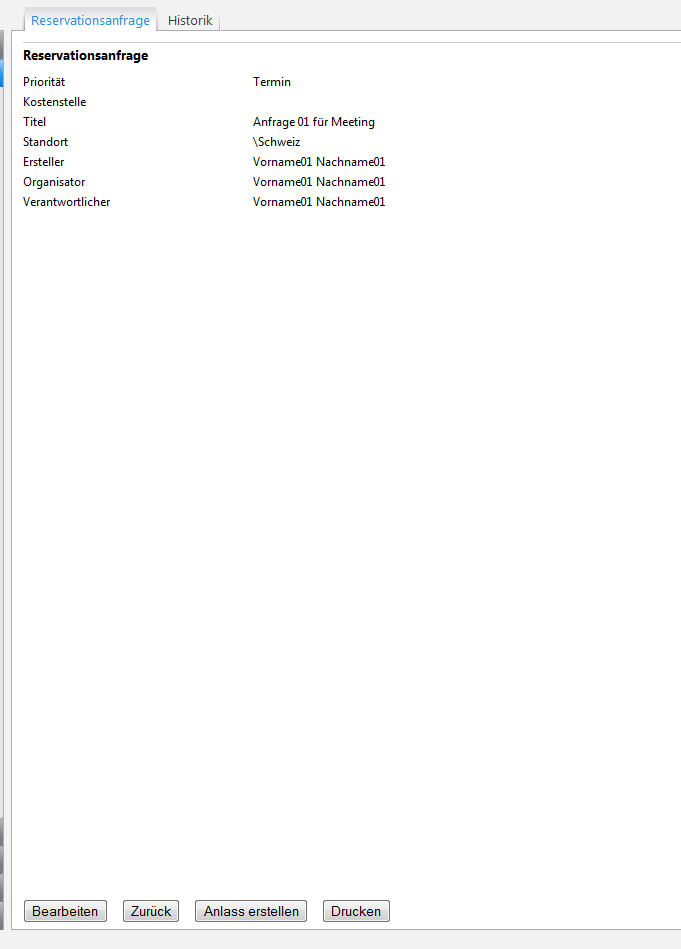 Reservationsanfrage Historik
Reservationsanfrage
Priorität Termin
Kostenstelle
Titel Anfrage 01 für Meeting
Standort \Schweiz
Ersteller Vorname01 Nachname01
Organisator Vorname01 Nachname01
Verantwortlicher Vorname01 Nachname01
Bearbeiten Zurück Anlass erstellen Drucken